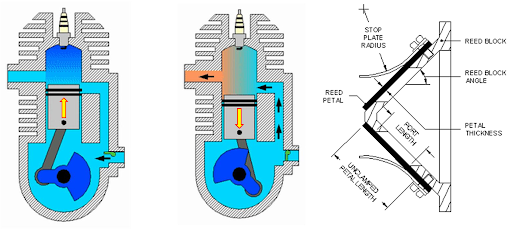 STOP
PLATE
RADIUS
REED BLOCK
REED BLOCK
ANGLE
REED
PETAL
PORT
LENGTH
PETAL
THICKNESS
UNCLAMPED
PETAL LENGTH